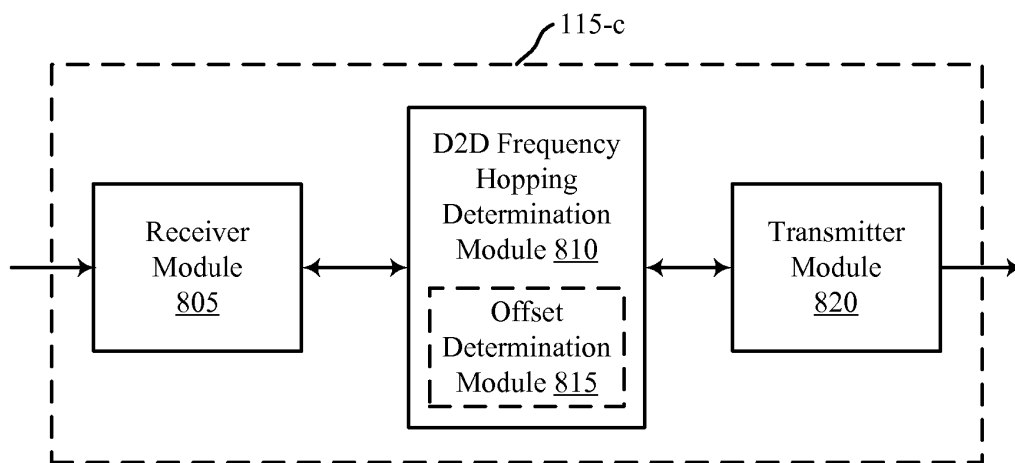 115-c
Receiver
Module
805
D2D Frequency
Hopping
Determination
Module 810
Offset
Determination
Module 815
Transmitter
Module
820